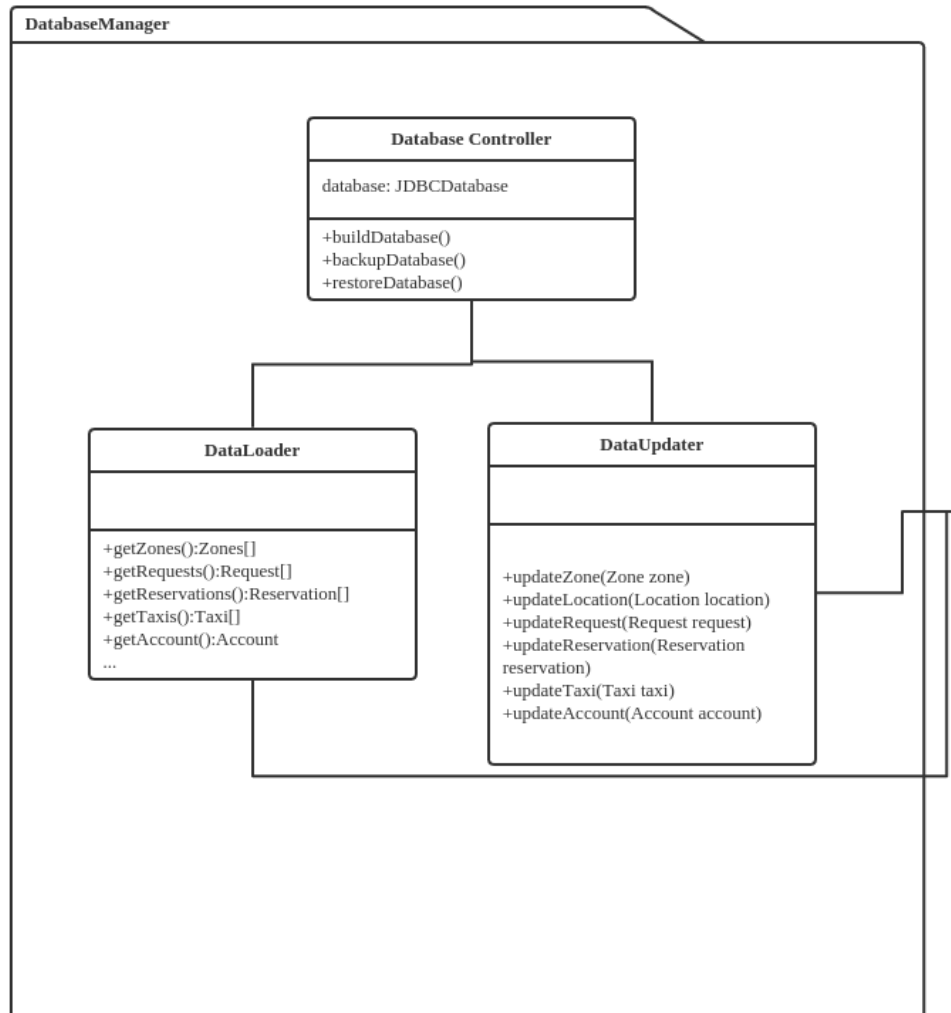 DatabaseManager
Database Controller
database: JDBCDatabase
+buildDatabase()
+backupDatabase()
+restoreDatabase()
DataLoader
+getZones():Zones[]
+getRequests():Request[]
+getReservations():Reservation[]
+getTaxis():Taxi[]
+getAccount():Account
...
DataUpdater
+updateZone(Zone zone)
+updateLocation(Location location)
+updateRequest(Request request)
+updateReservation(Reservation
reservation)
+updateTaxi(Taxi taxi)
+updateAccount(Account account)